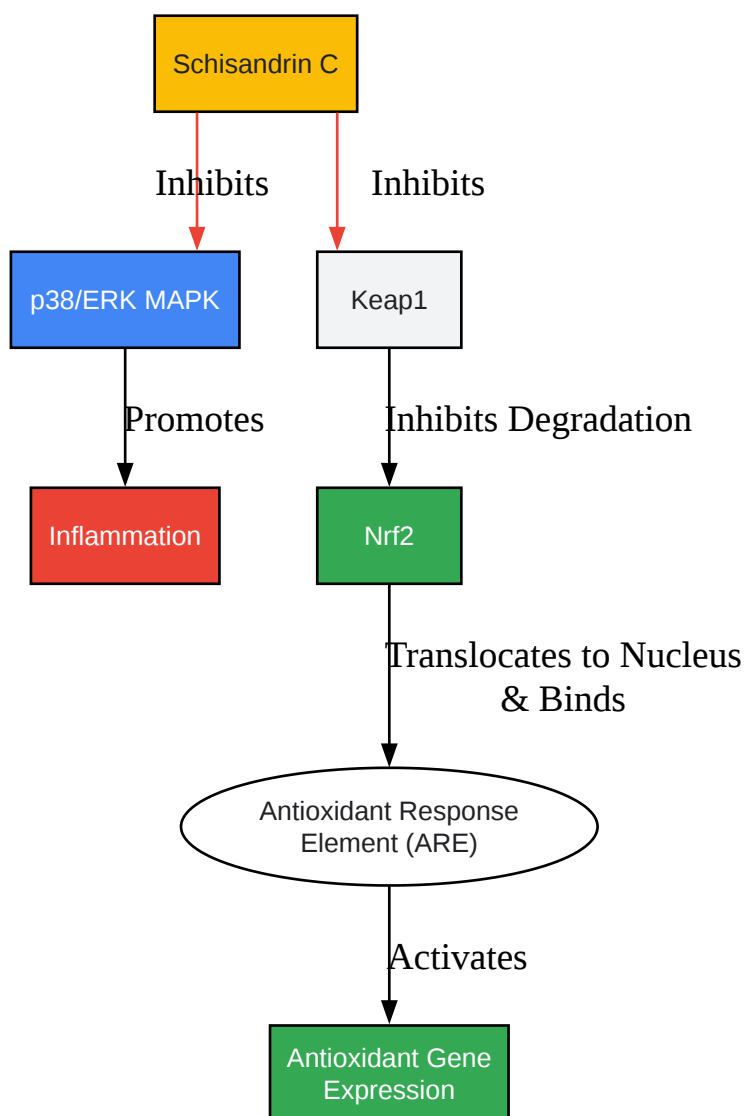 Schisandrin C
Inhibits
Inhibits
p38/ERK MAPK
Keap1
Promotes
Inhibits Degradation
Inflammation
Nrf2
Translocates to Nucleus
& Binds
Antioxidant Response
Element (ARE)
Activates
Antioxidant Gene
Expression